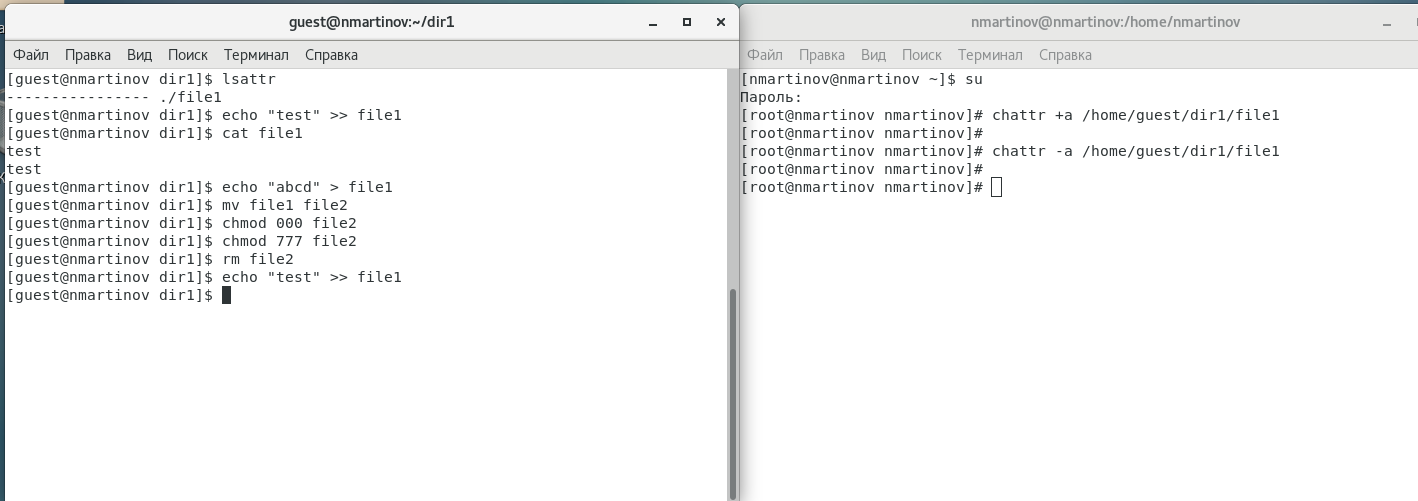 guest@nmartinov:~/dir1
Файл Правка Вид Поиск Терминал Справка
[guest@nmartinov dir1]$ lsattr
---------------- ./file1
[guest@nmartinov dir1]$ echo "test" >> file1
[guest@nmartinov dir1]$ cat file1
test
test
[guest@nmartinov dir1]$ echo "abcd" > file1
[guest@nmartinov dir1]$ mv file1 file2
[guest@nmartinov dir1]$ chmod 000 file2
[guest@nmartinov dir1]$ chmod 777 file2
[guest@nmartinov dir1]$ rm file2
[guest@nmartinov dir1]$ echo "test" >> file1
[guest@nmartinov dir1]$
nmartinov@nmartinov:/home/nmartinov
Файл Правка Вид Поиск Терминал Справка
[nmartinov@nmartinov ~]$ su
Пароль:
[root@nmartinov nmartinov]# chattr +a /home/guest/dir1/file1
[root@nmartinov nmartinov]#
[root@nmartinov nmartinov]# chattr -a /home/guest/dir1/file1
[root@nmartinov nmartinov]#
[root@nmartinov nmartinov]#